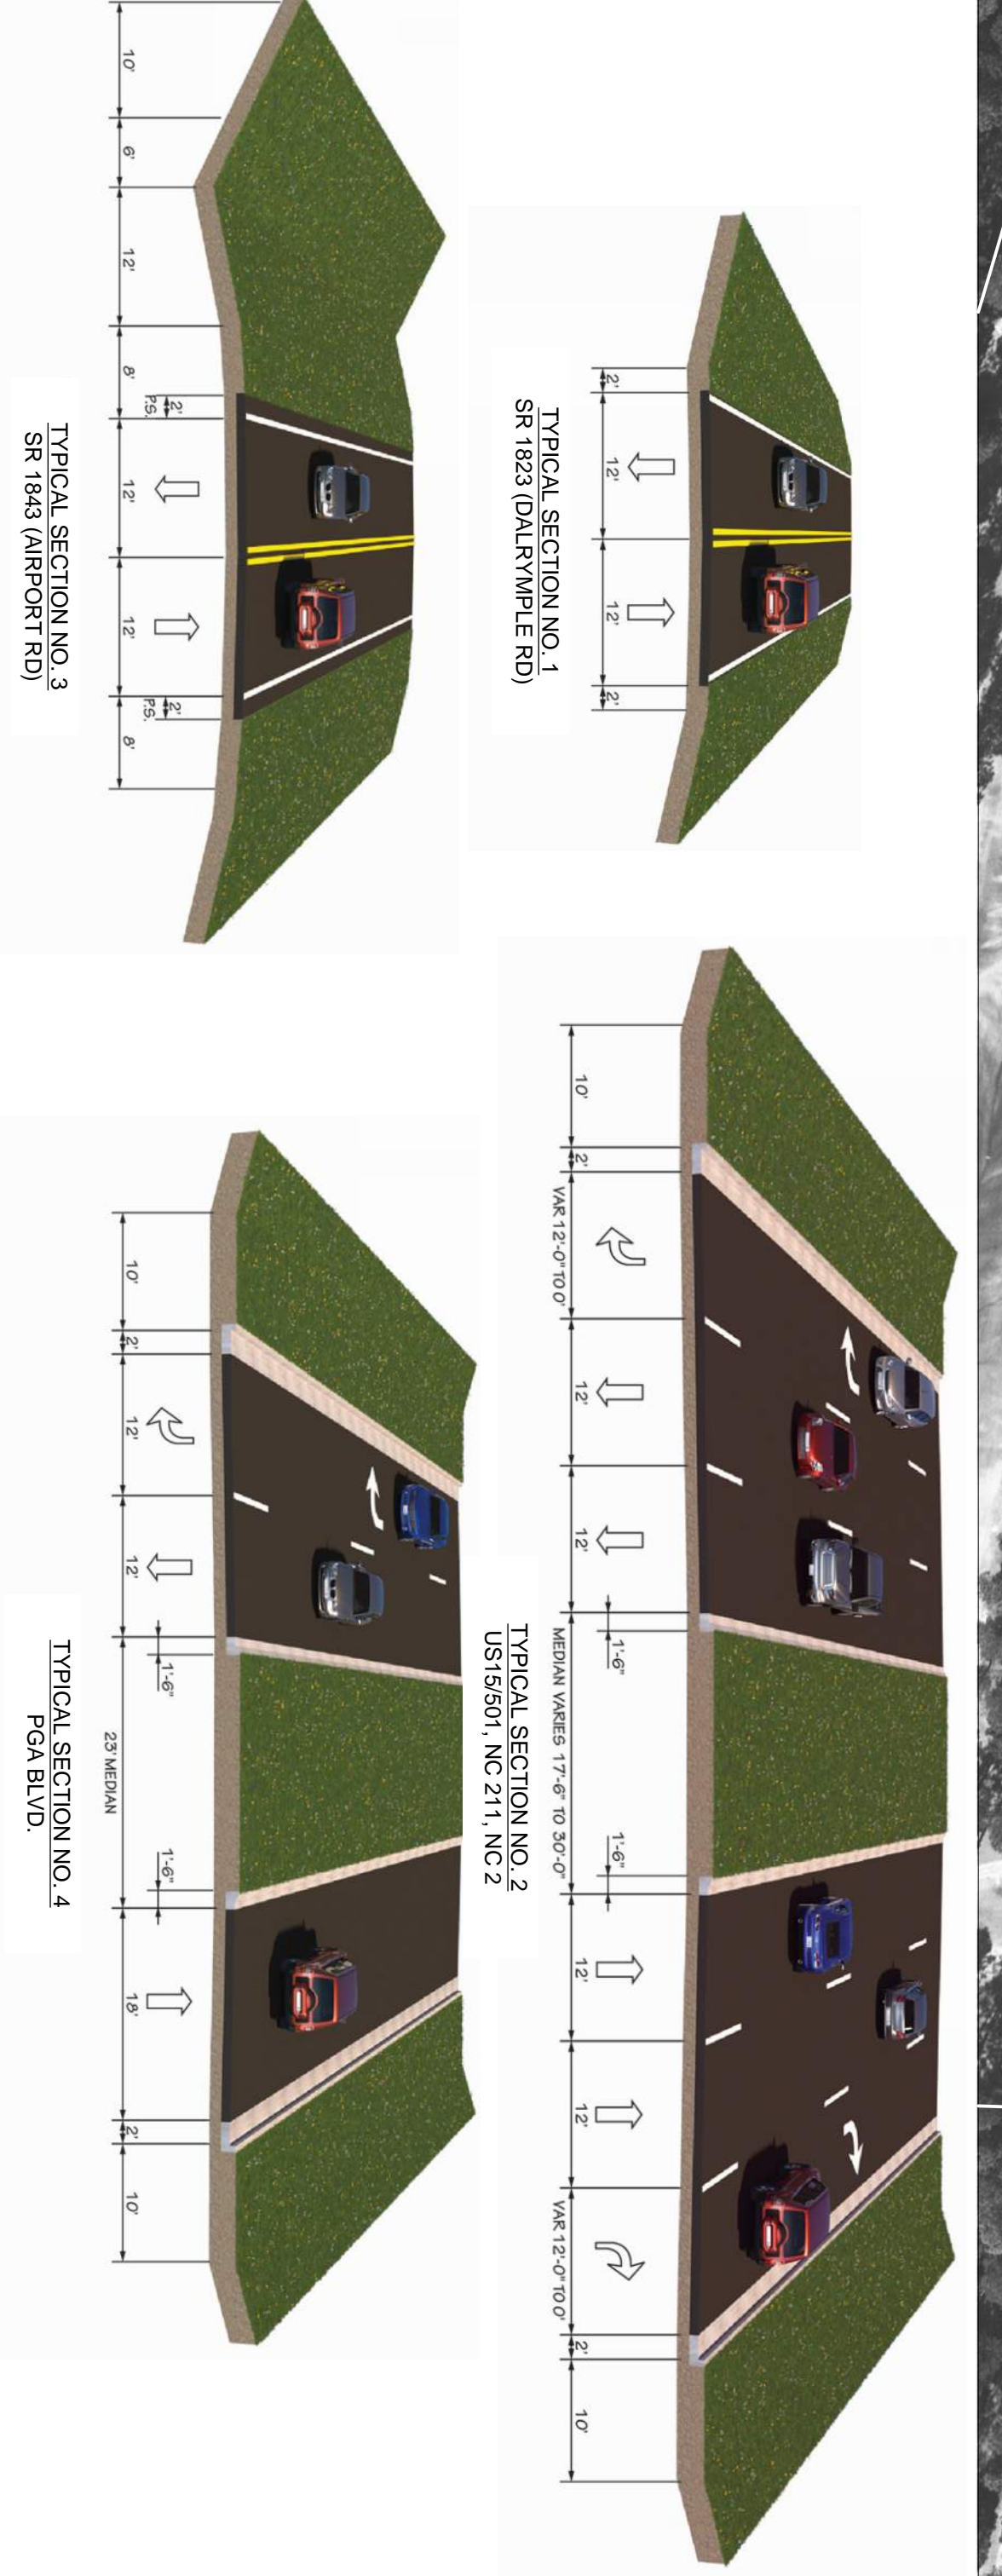 2'
12'
12'
2'
TYPICAL SECTION NO. 1
SR 1823 (DALRYMPLE RD)
10'
2'
VAR 12'-0" TO 0'
12'
12'
1'-6"
MEDIAN VARIES 17'-6" TO 30'-0"
1'-6"
12'
12'
VAR 12'-0" TO 0'
2'
10'
TYPICAL SECTION NO. 2
US15/501, NC 211, NC 2
10'
6'
12'
8'
2'
P.S.
12'
12'
2'
P.S.
8'
TYPICAL SECTION NO. 3
SR 1843 (AIRPORT RD)
10'
2'
12'
12'
1'-6"
23' MEDIAN
1'-6"
18'
2'
10'
TYPICAL SECTION NO. 4
PGA BLVD.